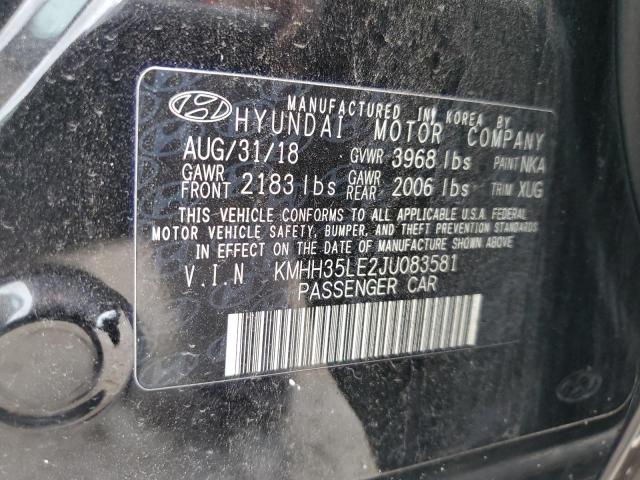 MANUFACTURED IN KOREA BY
HYUNDAI MOTOR COMPANY
AUG/31/18 GVWR 3968 lbs PAINT NKA
GAWR FRONT 2183 lbs GAWR REAR 2006 lbs TRIM XUG
THIS VEHICLE CONFORMS TO ALL APPLICABLE U.S.A. FEDERAL
MOTOR VEHICLE SAFETY, BUMPER, AND THEFT PREVENTION STANDARDS
IN EFFECT ON THE DATE OF MANUFACTURE SHOWN ABOVE.
V.I.N KMHH35LE2JU083581
PASSENGER CAR